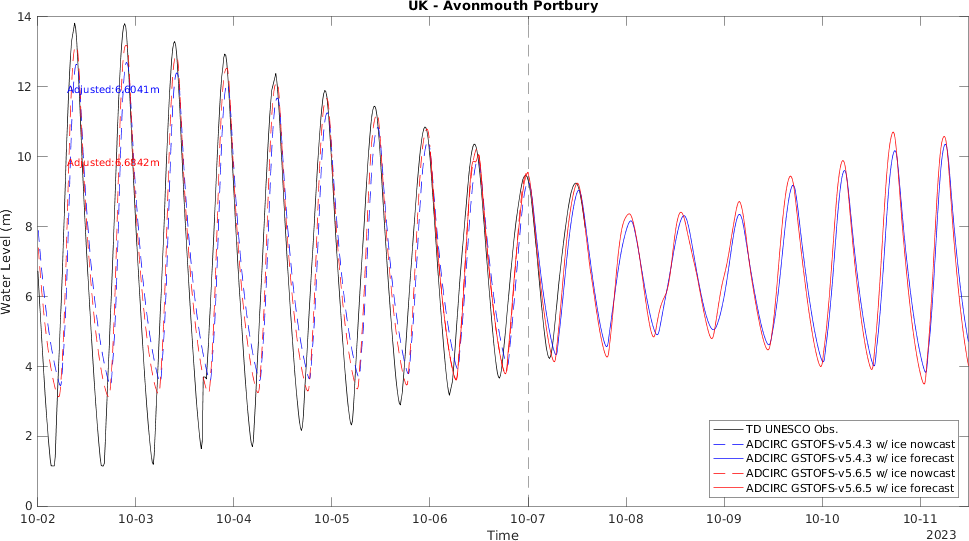 UK - Avonmouth Portbury
14
12
10
8
6
4
2
0
Water Level (m)
Adjusted:6.6041m
Adjusted:6.6842m
TD UNESCO Obs.
ADCIRC GSTOFS-v5.4.3 w/ ice nowcast
ADCIRC GSTOFS-v5.4.3 w/ ice forecast
ADCIRC GSTOFS-v5.6.5 w/ ice nowcast
ADCIRC GSTOFS-v5.6.5 w/ ice forecast
10-02 10-03 10-04 10-05 10-06 10-07 10-08 10-09 10-10 10-11
Time
2023